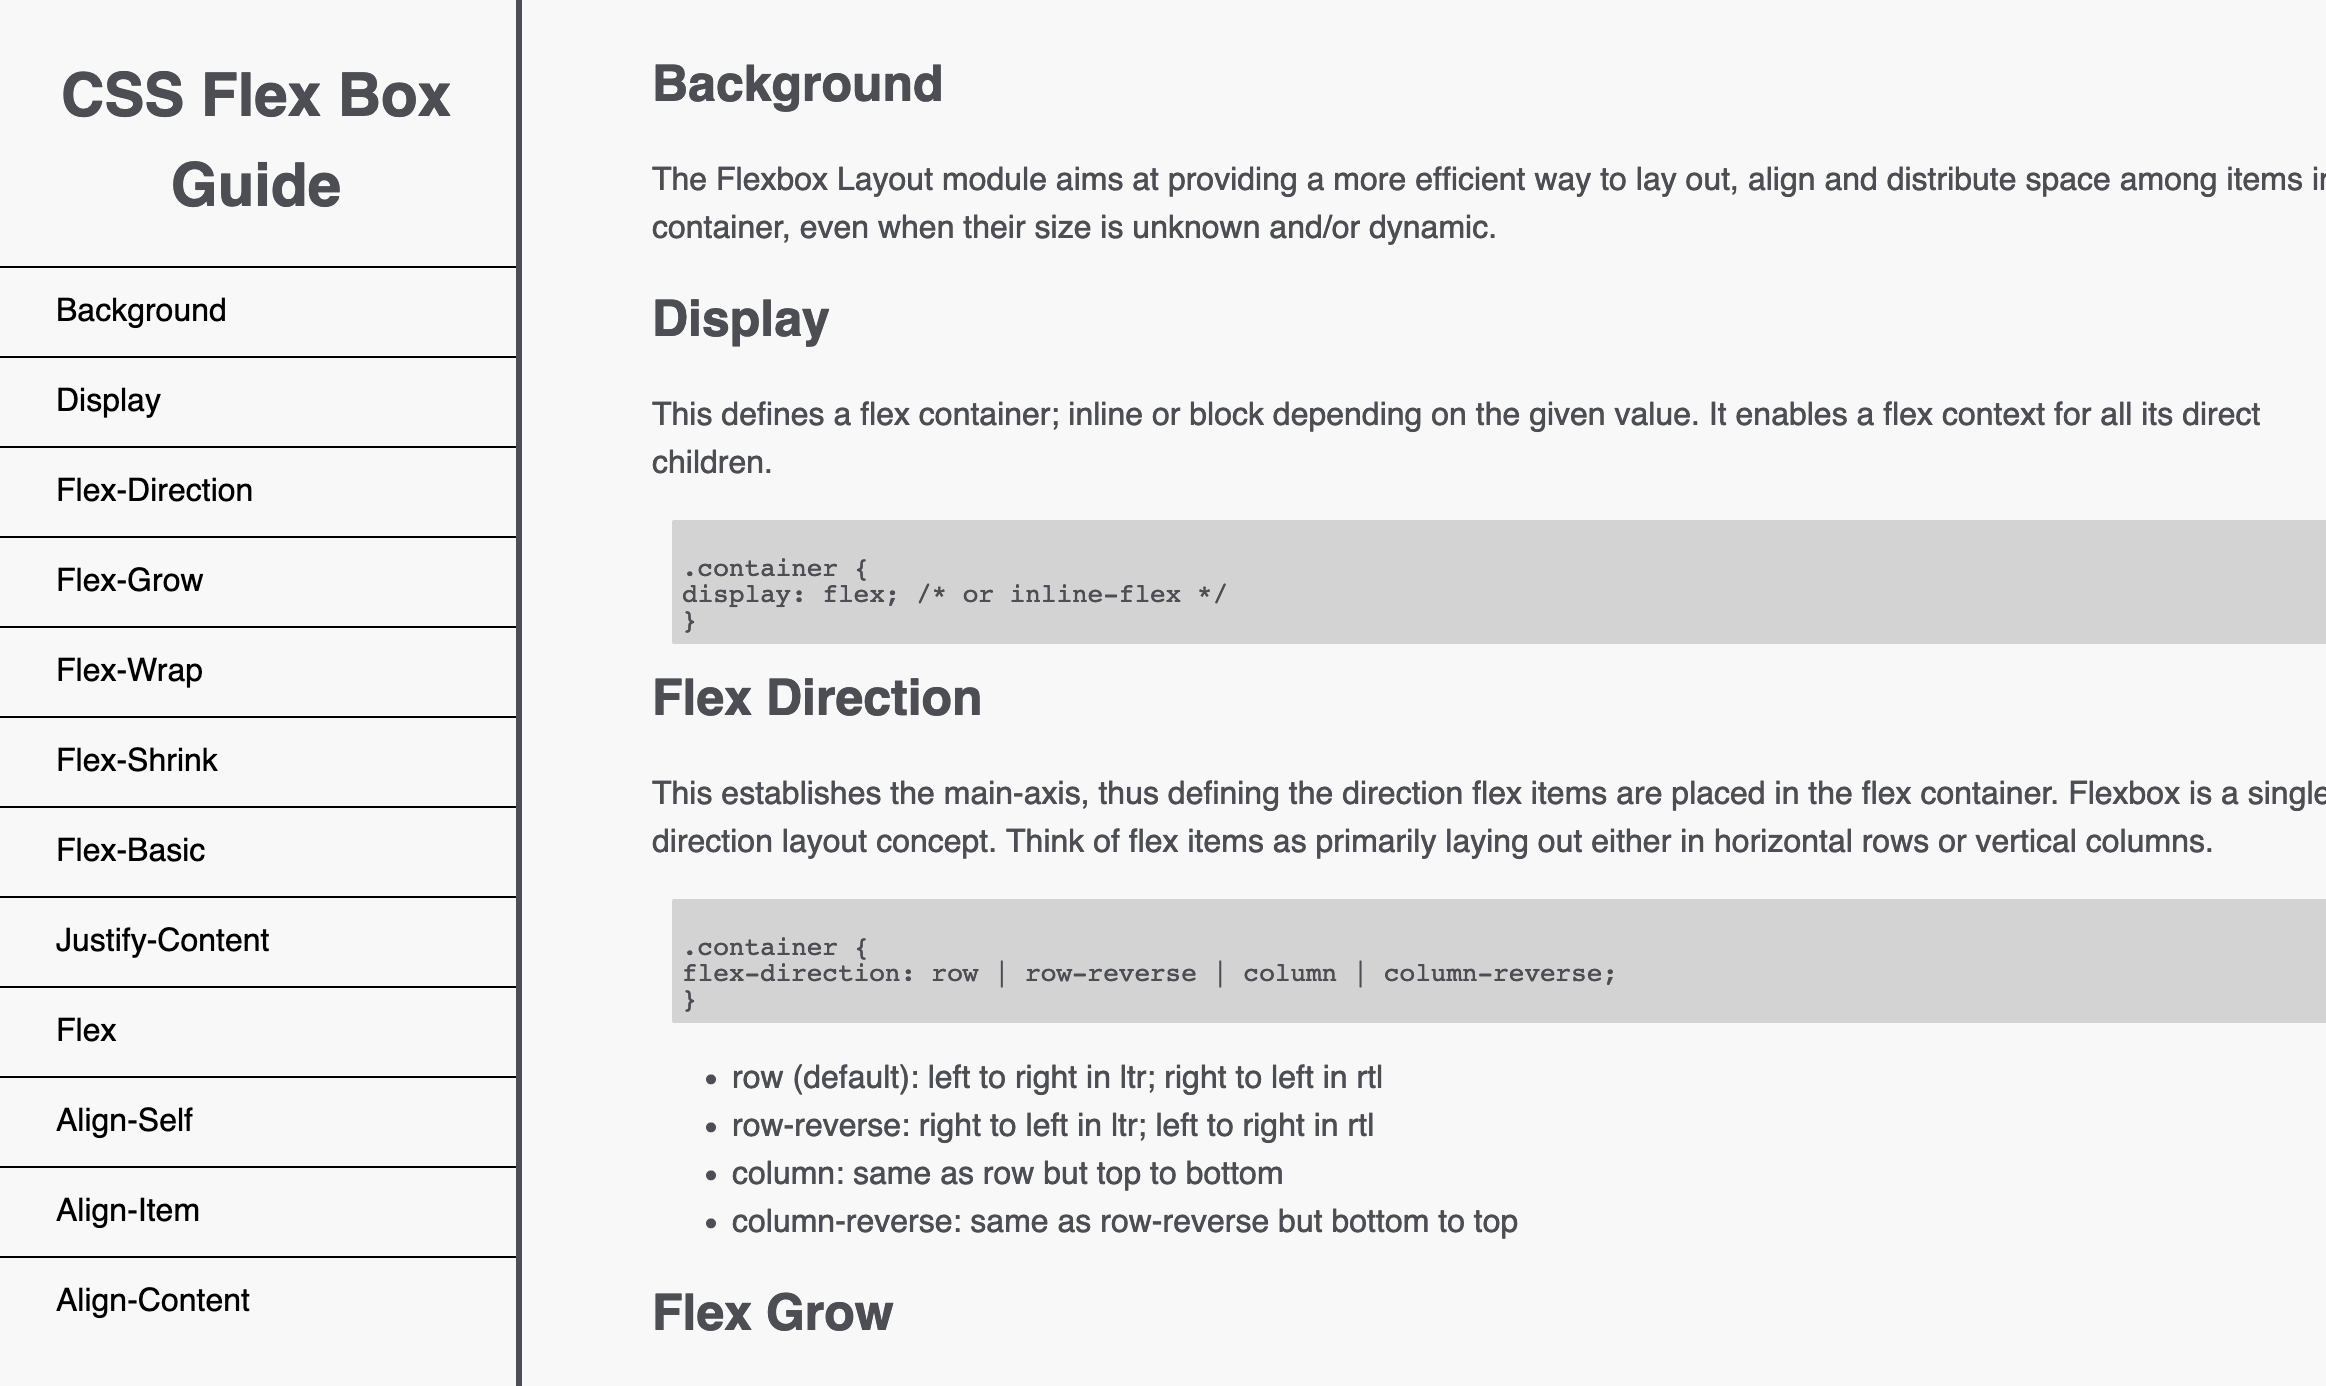 CSS Flex Box
Guide
Background
Display
Flex-Direction
Flex-Grow
Flex-Wrap
Flex-Shrink
Flex-Basic
Justify-Content
Flex
Align-Self
Align-Item
Align-Content
Background
The Flexbox Layout module aims at providing a more efficient way to lay out, align and distribute space among items
container, even when their size is unknown and/or dynamic.
Display
This defines a flex container; inline or block depending on the given value. It enables a flex context for all its direct
children.
.container {
display: flex; /* or inline-flex */
}
Flex Direction
This establishes the main-axis, thus defining the direction flex items are placed in the flex container. Flexbox is a single
direction layout concept. Think of flex items as primarily laying out either in horizontal rows or vertical columns.
.container {
flex-direction: row | row-reverse | column | column-reverse;
}
• row (default): left to right in ltr; right to left in rtl
• row-reverse: right to left in ltr; left to right in rtl
• column: same as row but top to bottom
• column-reverse: same as row-reverse but bottom to top
Flex Grow